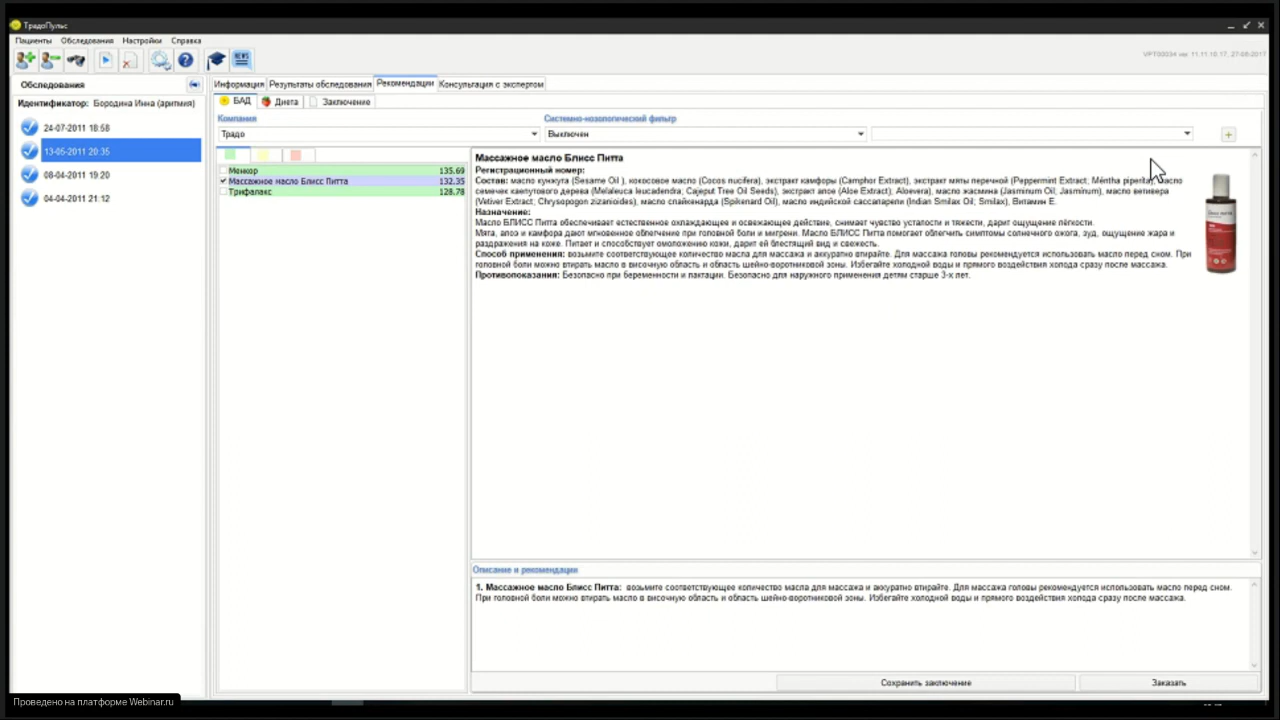 ТрадоПульс
Пациенты Обследования Настройки Справка
NEWS
Обследования
Идентификатор: Бородина Инна (аритмия)
24-07-2011 18:58
13-05-2011 20:35
08-04-2011 19:20
04-04-2011 21:12
Информация Результаты обследования Рекомендации Консультация с экспертом
БАД Диета Заключение
Компания Системно-нозологический фильтр
Традо Выключен
Менкор 135.69
Массажное масло Блисс Питта 132.35
Трифалакс 128.78
Массажное масло Блисс Питта
Регистрационный номер:
Состав: масло кунжута (Sesame Oil ), кокосовое масло (Cocos nucifera), экстракт камфоры (Camphor Extract), экстракт мяты перечной (Peppermint Extract; Mentha piperita), масло
семечек каепутового дерева (Melaleuca leucadendra; Cajeput Tree Oil Seeds), экстракт алое (Aloe Extract); Aloevera), масло жасмина (Jasminum Oil; Jasminum), масло ветивера
(Vetiver Extract; Chrysopogon zizanioides), масло спайкенарда (Spikenard Oil), масло индийской сассапарели (Indian Smilax Oil; Smilax), Витамин Е.
Назначение:
Масло БЛИСС Питта обеспечивает естественное охлаждающее и освежающее действие, снимает чувство усталости и тяжести, дарит ощущение лёгкости.
Мята, алоэ и камфора дают мгновенное облегчение при головной боли и мигрени. Масло БЛИСС Питта помогает облегчить симптомы солнечного ожога, зуд, ощущение жара и
раздражения на коже. Питает и способствует омоложению кожи, дарит ей блестящий вид и свежесть.
Способ применения: возьмите соответствующее количество масла для массажа и аккуратно втирайте. Для массажа головы рекомендуется использовать масло перед сном. При
головной боли можно втирать масло в височную область и область шейно-воротниковой зоны. Избегайте холодной воды и прямого воздействия холода сразу после массажа.
Противопоказания: Безопасно при беременности и лактации. Безопасно для наружного применения детям старше 3-х лет.
Описание и рекомендации
1. Массажное масло Блисс Питта: возьмите соответствующее количество масла для массажа и аккуратно втирайте. Для массажа головы рекомендуется использовать масло перед сном.
При головной боли можно втирать масло в височную область и область шейно-воротниковой зоны. Избегайте холодной воды и прямого воздействия холода сразу после массажа.
Сохранить заключение Заказать
Проведено на платформе Webinar.ru